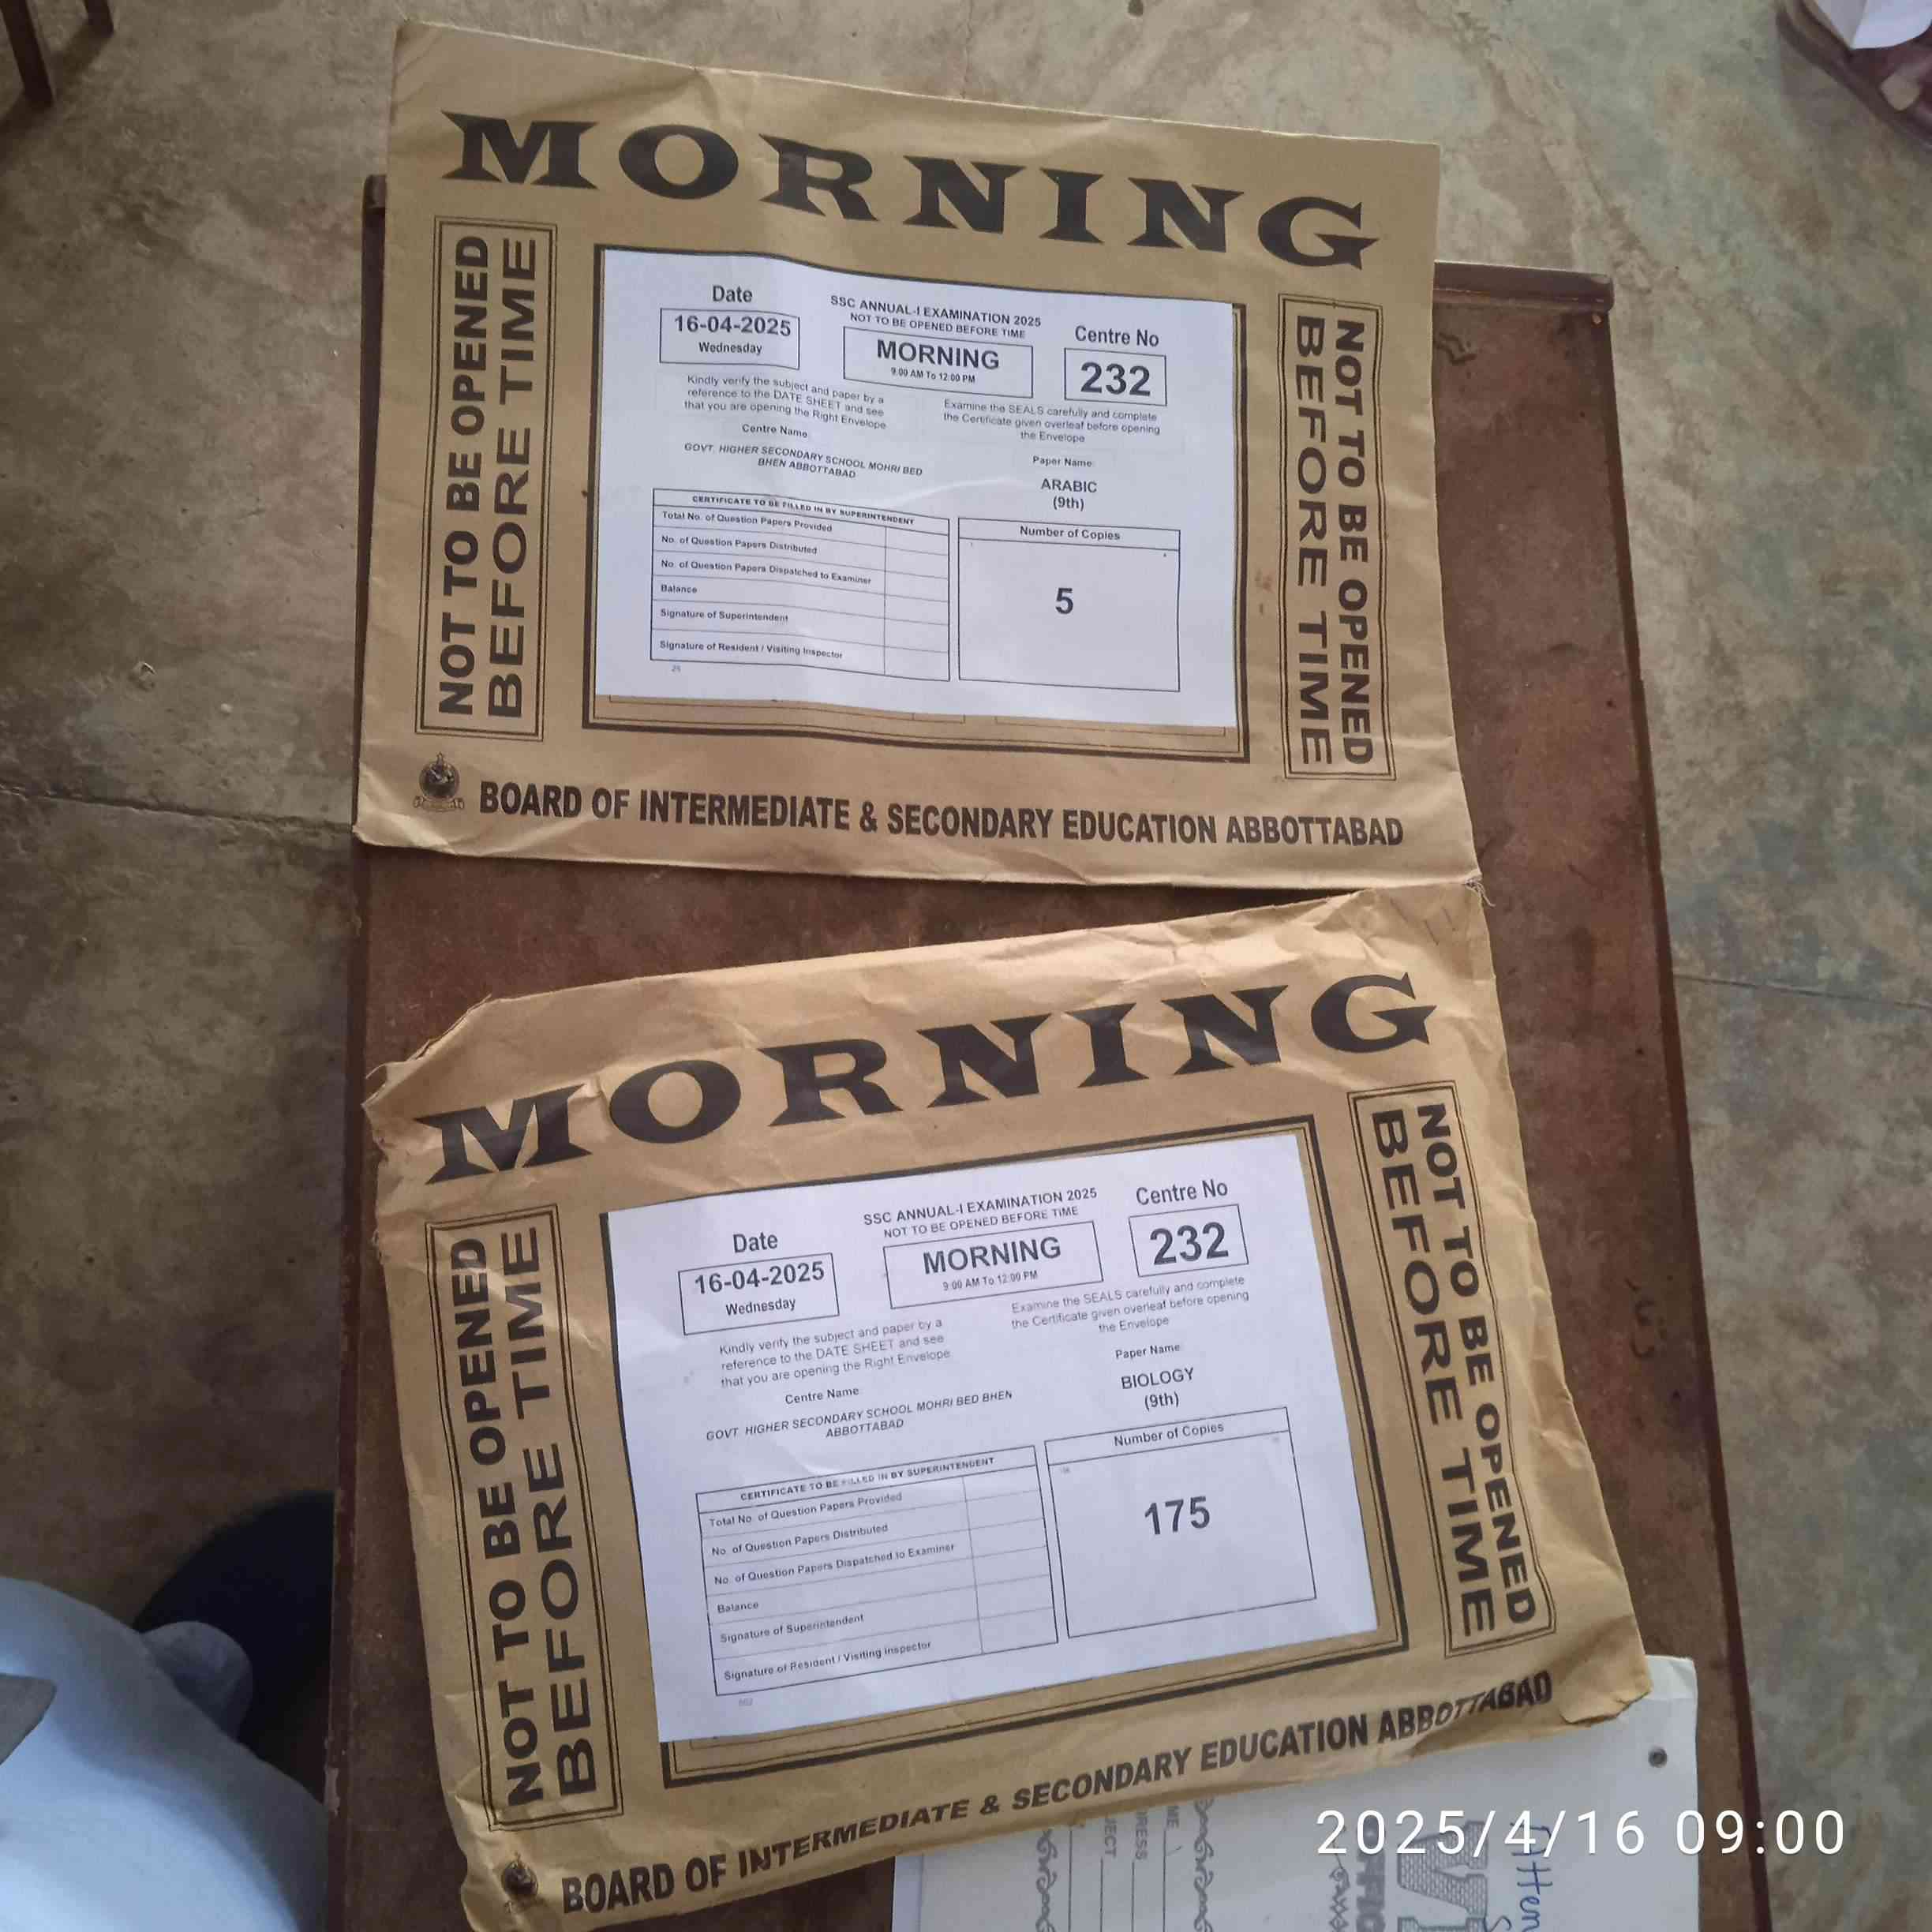 MORNING
NOT TO BE OPENED
BEFORE TIME
Date
16-04-2025
Wednesday
SSC ANNUAL-I EXAMINATION 2025
NOT TO BE OPENED BEFORE TIME
MORNING
9:00 AM To 12:00 PM
Centre No
232
Kindly verify the subject and paper by a
reference to the DATE SHEET and see
that you are opening the Right Envelope
Examine the SEALS carefully and complete
the Certificate given overleaf before opening
the Envelope
Centre Name
GOVT. HIGHER SECONDARY SCHOOL MOHRI BED
BHEN ABBOTTABAD
Paper Name
ARABIC
(9th)
CERTIFICATE TO BE FILLED IN BY SUPERINTENDENT
Total No. of Question Papers Provided
No. of Question Papers Distributed
No. of Question Papers Dispatched to Examiner
Balance
Signature of Superintendent
Signature of Resident / Visiting Inspector
Number of Copies
5
NOT TO BE OPENED
BEFORE TIME
BOARD OF INTERMEDIATE & SECONDARY EDUCATION ABBOTTABAD
MORNING
NOT TO BE OPENED
BEFORE TIME
Date
16-04-2025
Wednesday
SSC ANNUAL-I EXAMINATION 2025
NOT TO BE OPENED BEFORE TIME
MORNING
9:00 AM To 12:00 PM
Centre No
232
Kindly verify the subject and paper by a
reference to the DATE SHEET and see
that you are opening the Right Envelope
Examine the SEALS carefully and complete
the Certificate given overleaf before opening
the Envelope
Centre Name
GOVT. HIGHER SECONDARY SCHOOL MOHRI BED BHEN
ABBOTTABAD
Paper Name
BIOLOGY
(9th)
CERTIFICATE TO BE FILLED IN BY SUPERINTENDENT
Total No. of Question Papers Provided
No. of Question Papers Distributed
No. of Question Papers Dispatched to Examiner
Balance
Signature of Superintendent
Signature of Resident / Visiting Inspector
Number of Copies
175
NOT TO BE OPENED
BEFORE TIME
BOARD OF INTERMEDIATE & SECONDARY EDUCATION ABBOTTABAD
2025/4/16 09:00